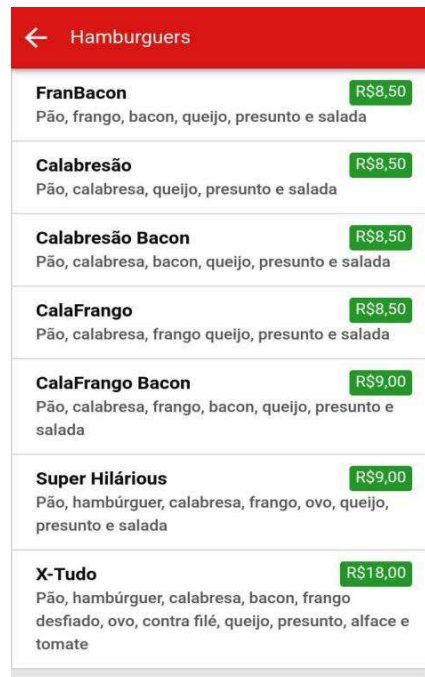 Hamburguers
FranBacon R$8,50
Pão, frango, bacon, queijo, presunto e salada
Calabresão R$8,50
Pão, calabresa, queijo, presunto e salada
Calabresão Bacon R$8,50
Pão, calabresa, bacon, queijo, presunto e salada
CalaFrango R$8,50
Pão, calabresa, frango queijo, presunto e salada
CalaFrango Bacon R$9,00
Pão, calabresa, frango, bacon, queijo, presunto e
salada
Super Hilárious R$9,00
Pão, hambúrguer, calabresa, frango, ovo, queijo,
presunto e salada
X-Tudo R$18,00
Pão, hambúrguer, calabresa, bacon, frango
desfiado, ovo, contra filé, queijo, presunto, alface e
tomate